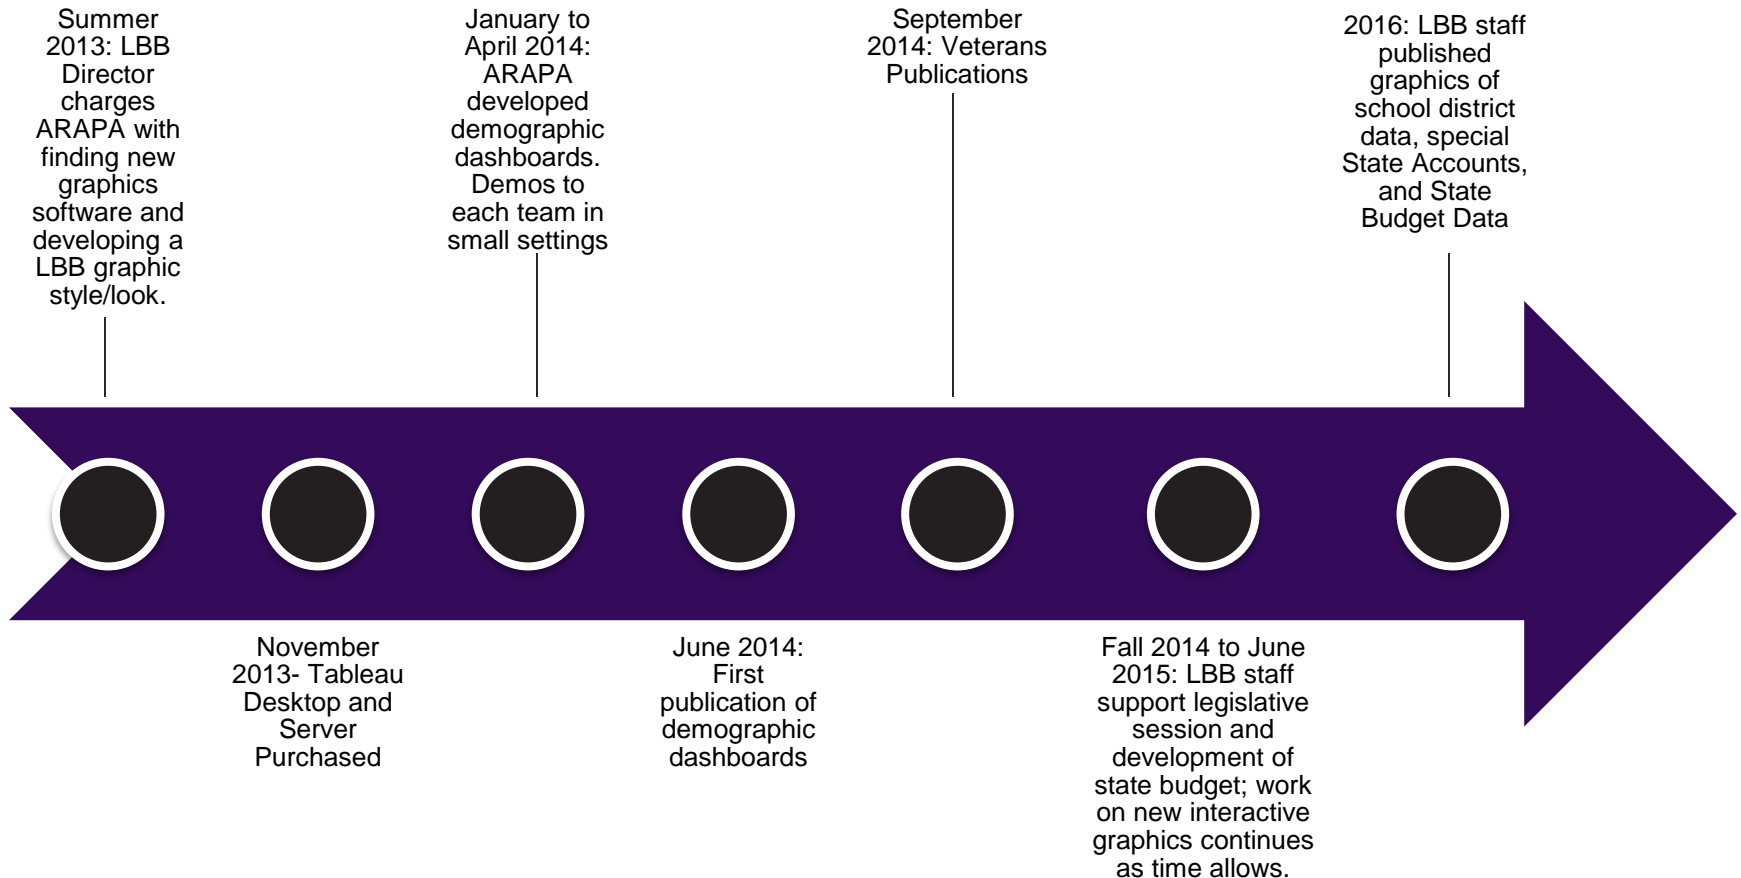 Summer
2013: LBB
Director
charges
ARAPA with
finding new
graphics
software and
developing a
LBB graphic
style/look.
November
2013- Tableau
Desktop and
Server
Purchased
January to
April 2014:
ARAPA
developed
demographic
dashboards.
Demos to
each team in
small settings
June 2014:
First
publication of
demographic
dashboards
September
2014: Veterans
Publications
Fall 2014 to June
2015: LBB staff
support legislative
session and
development of
state budget; work
on new interactive
graphics continues
as time allows.
2016: LBB staff
published
graphics of
school district
data, special
State Accounts,
and State
Budget Data